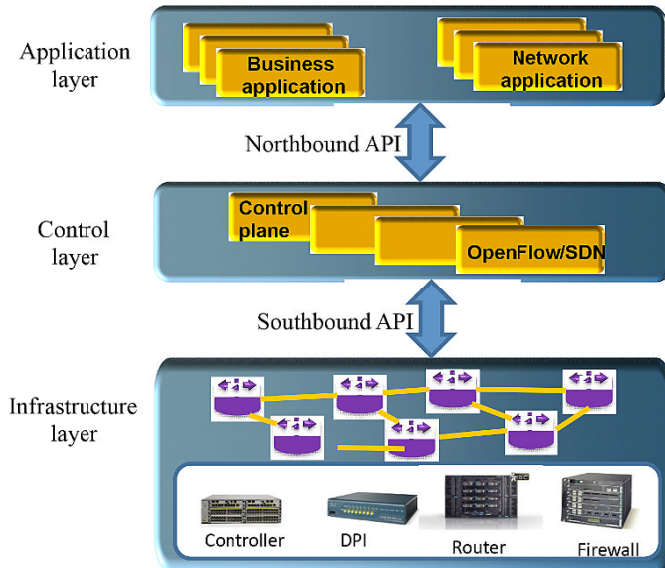 Application
layer
Business
application
Network
application
Northbound API
Control
layer
Control
plane
OpenFlow/SDN
Southbound API
Infrastructure
layer
Controller
DPI
Router
Firewall